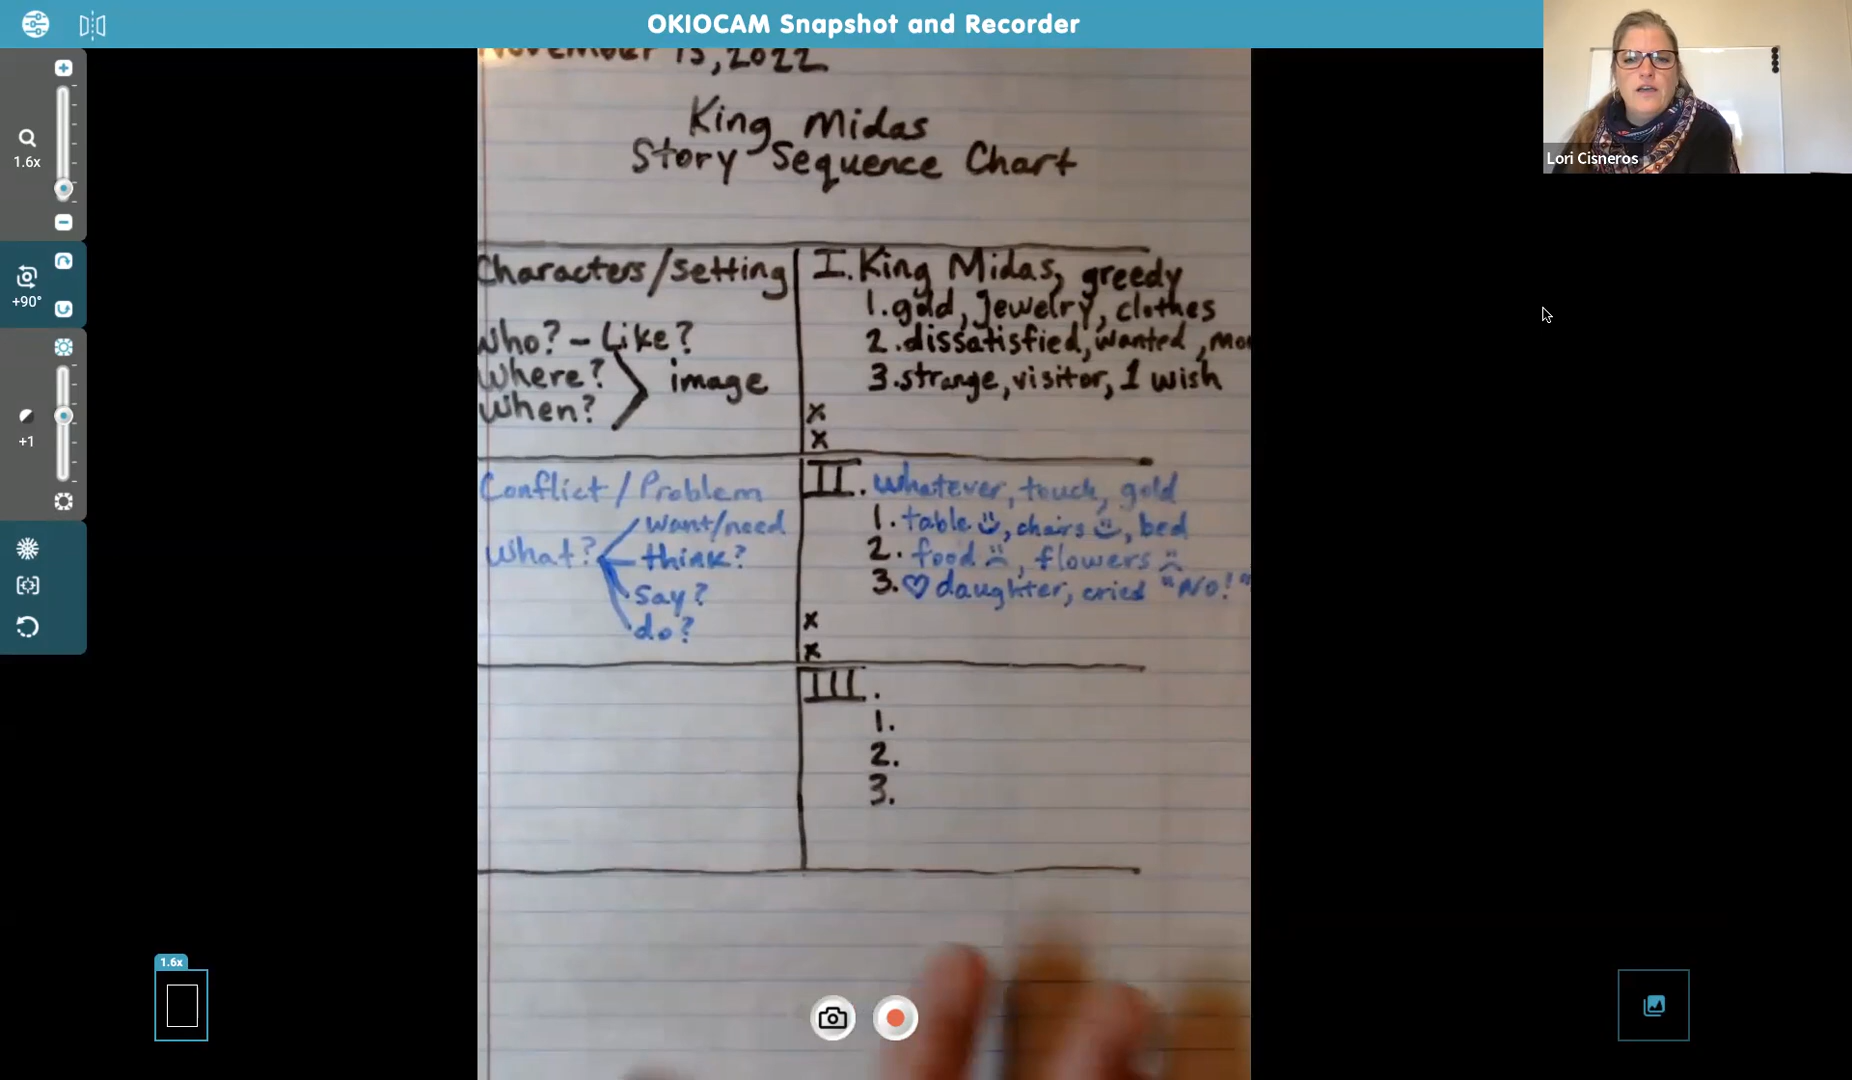 OKIOCAM Snapshot and Recorder
Lori Cisneros
1.6x
+90°
+1
1.6x
November 15, 2022
King Midas
Story Sequence Chart
Characters/setting
Who? - Like?
Where?
When?
image
I. King Midas, greedy
1. gold, jewelry, clothes
2. dissatisfied, wanted, mo
3. strange, visitor, 1 wish
x
x
Conflict / Problem
What?
want/need
think?
say?
do?
II. whatever, touch, gold
1. table ☺, chairs ☺, bed
2. food ☹, flowers ☹
3. ♡ daughter, cried "No!"
x
x
III.
1.
2.
3.